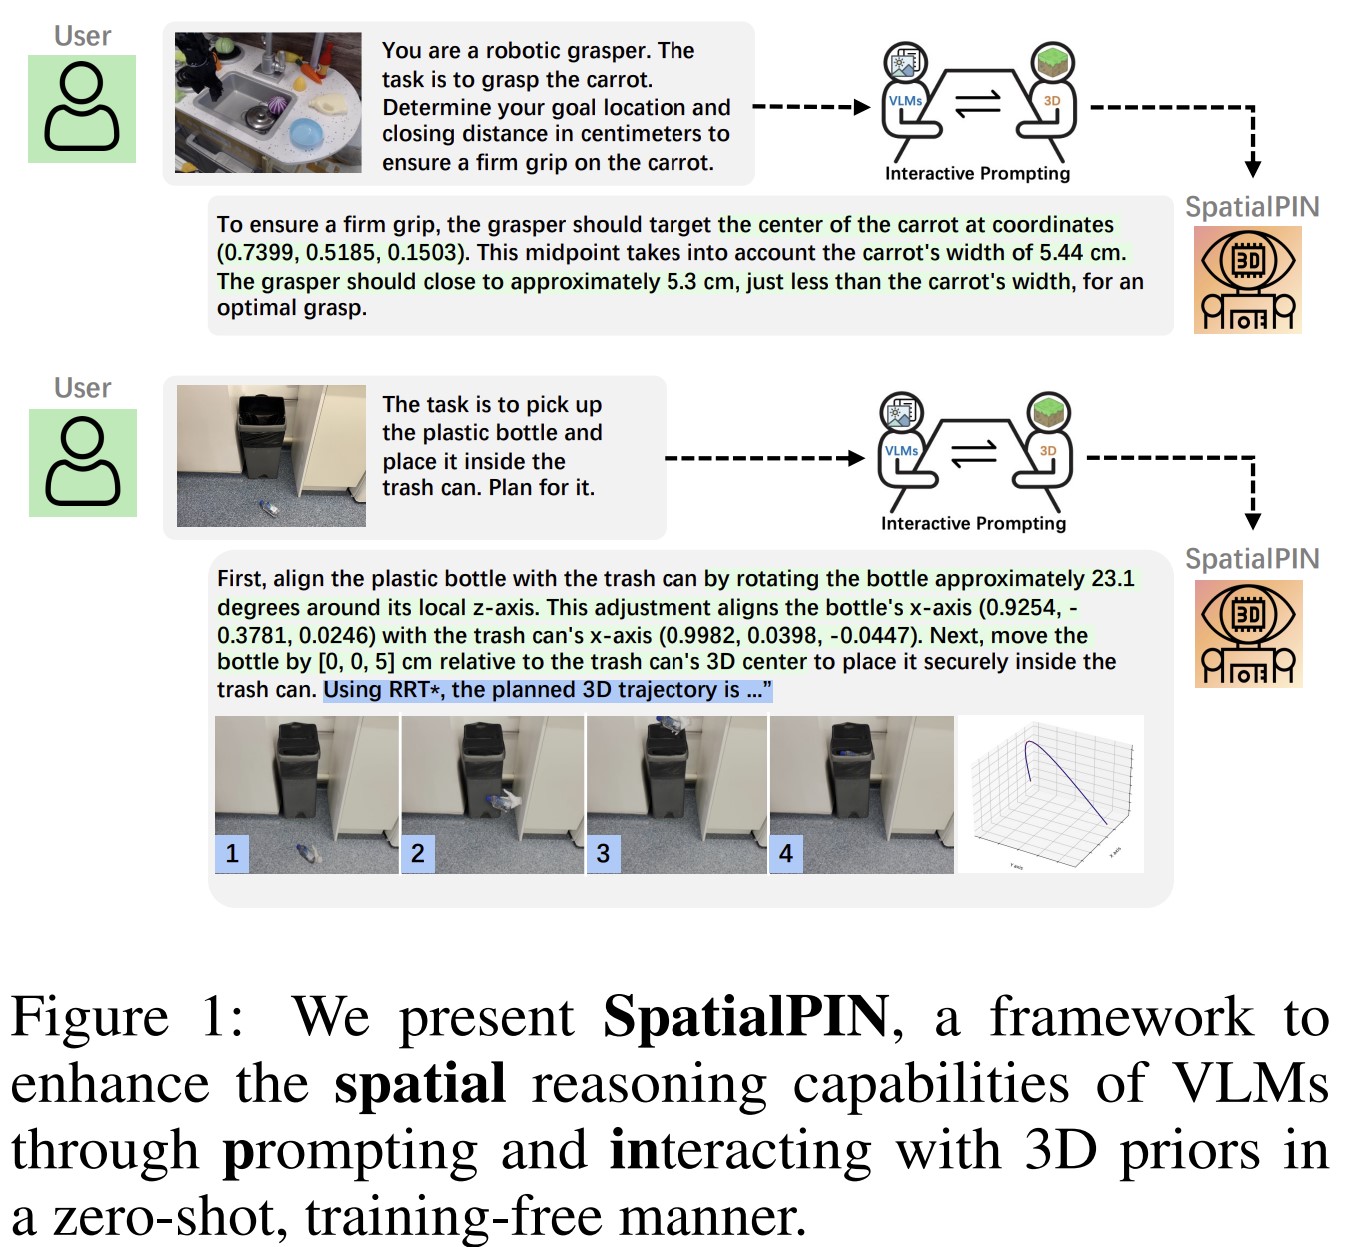 User
You are a robotic grasper. The
task is to grasp the carrot.
Determine your goal location and
closing distance in centimeters to
ensure a firm grip on the carrot.
VLMs
3D
Interactive Prompting
SpatialPIN
3D
To ensure a firm grip, the grasper should target the center of the carrot at coordinates
(0.7399, 0.5185, 0.1503). This midpoint takes into account the carrot's width of 5.44 cm.
The grasper should close to approximately 5.3 cm, just less than the carrot's width, for an
optimal grasp.
User
The task is to pick up
the plastic bottle and
place it inside the
trash can. Plan for it.
VLMs
3D
Interactive Prompting
SpatialPIN
3D
First, align the plastic bottle with the trash can by rotating the bottle approximately 23.1
degrees around its local z-axis. This adjustment aligns the bottle's x-axis (0.9254, -
0.3781, 0.0246) with the trash can's x-axis (0.9982, 0.0398, -0.0447). Next, move the
bottle by [0, 0, 5] cm relative to the trash can's 3D center to place it securely inside the
trash can. Using RRT*, the planned 3D trajectory is ...”
1
2
3
4
Y axis
X axis
Figure 1: We present SpatialPIN, a framework to
enhance the spatial reasoning capabilities of VLMs
through prompting and interacting with 3D priors in
a zero-shot, training-free manner.